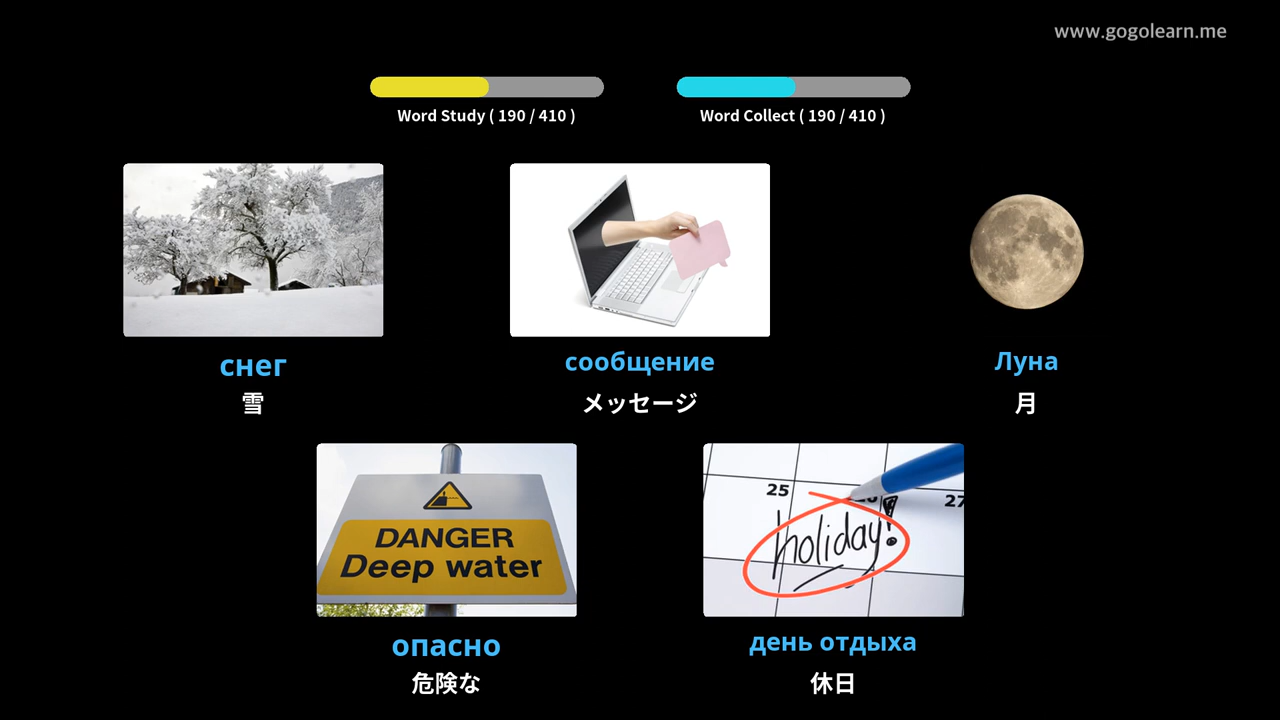 www.gogolearn.me
Word Study ( 190 / 410 )
Word Collect ( 190 / 410 )
снег
雪
сообщение
メッセージ
Луна
月
DANGER
Deep water
опасно
危険な
25
27
holiday!
день отдыха
休日